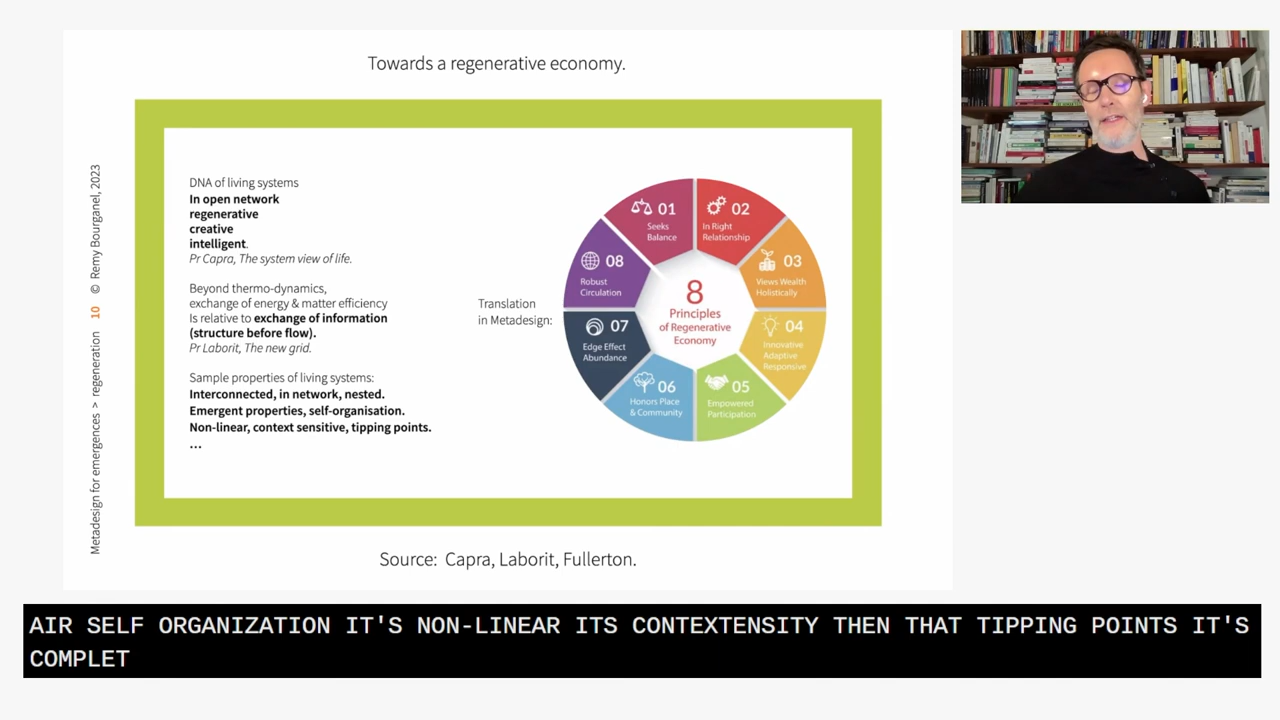 Towards a regenerative economy.
Metadesign for emergences > regeneration 10 © Remy Bourganel, 2023
DNA of living systems
In open network
regenerative
creative
intelligent.
Pr Capra, The system view of life.
Beyond thermo-dynamics,
exchange of energy & matter efficiency
Is relative to exchange of information
(structure before flow).
Pr Laborit, The new grid.
Sample properties of living systems:
Interconnected, in network, nested.
Emergent properties, self-organisation.
Non-linear, context sensitive, tipping points.
...
Translation
in Metadesign:
8
Principles
of Regenerative
Economy
01
Seeks
Balance
02
In Right
Relationship
03
Views Wealth
Holistically
04
Innovative
Adaptive
Responsive
05
Empowered
Participation
06
Honors Place
& Community
07
Edge Effect
Abundance
08
Robust
Circulation
Source: Capra, Laborit, Fullerton.
AIR SELF ORGANIZATION IT'S NON-LINEAR ITS CONTEXTENSITY THEN THAT TIPPING POINTS IT'S
COMPLET